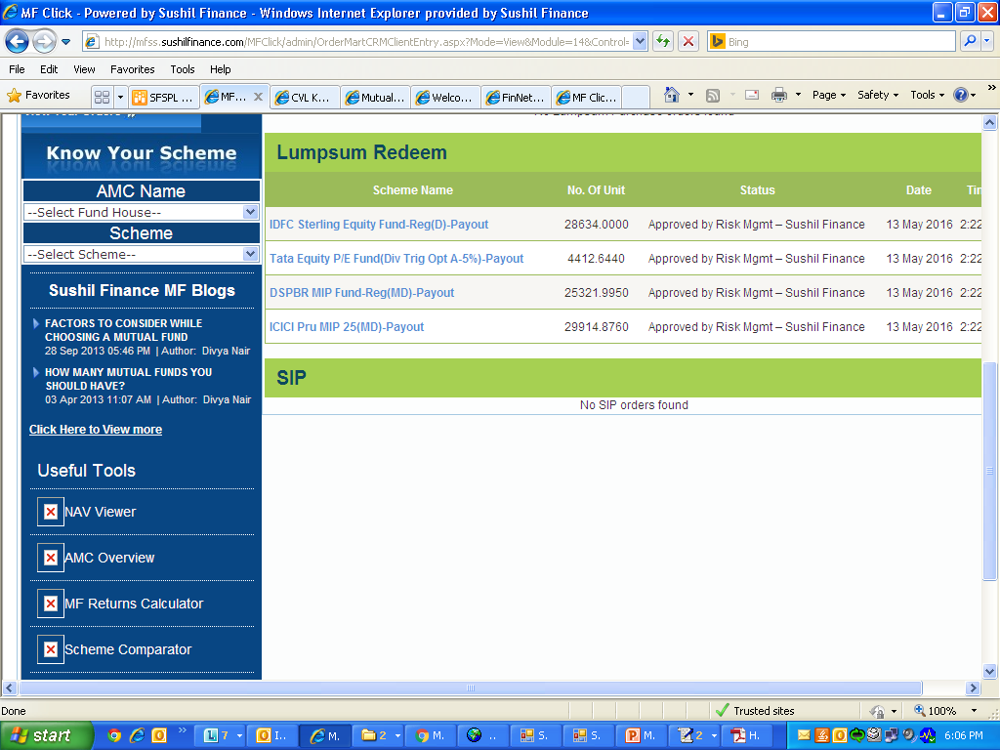 MF Click - Powered by Sushil Finance - Windows Internet Explorer provided by Sushil Finance
http://mfss.sushilfinance.com/MFClick/admin/OrderMartCRMClientEntry.aspx?Mode=View&Module=14&Control=
Bing
File Edit View Favorites Tools Help
Favorites
SFSPL ...
MF...
CVL K...
Mutual...
Welco...
FinNet...
MF Clic...
Page
Safety
Tools
No Lumpsum Purchase orders found
Know Your Scheme
AMC Name
--Select Fund House--
Scheme
--Select Scheme--
Sushil Finance MF Blogs
FACTORS TO CONSIDER WHILE
CHOOSING A MUTUAL FUND
28 Sep 2013 05:46 PM | Author: Divya Nair
HOW MANY MUTUAL FUNDS YOU
SHOULD HAVE?
03 Apr 2013 11:07 AM | Author: Divya Nair
Click Here to View more
Useful Tools
NAV Viewer
AMC Overview
MF Returns Calculator
Scheme Comparator
Lumpsum Redeem
Scheme Name No. Of Unit Status Date Tir
IDFC Sterling Equity Fund-Reg(D)-Payout 28634.0000 Approved by Risk Mgmt – Sushil Finance 13 May 2016 2:22
Tata Equity P/E Fund(Div Trig Opt A-5%)-Payout 4412.6440 Approved by Risk Mgmt – Sushil Finance 13 May 2016 2:22
DSPBR MIP Fund-Reg(MD)-Payout 25321.9950 Approved by Risk Mgmt – Sushil Finance 13 May 2016 2:22
ICICI Pru MIP 25(MD)-Payout 29914.8760 Approved by Risk Mgmt – Sushil Finance 13 May 2016 2:22
SIP
No SIP orders found
Done
Trusted sites
100%
start
7
I..
M.
2
M.
..
S.
S.
M.
2
H.
6:06 PM